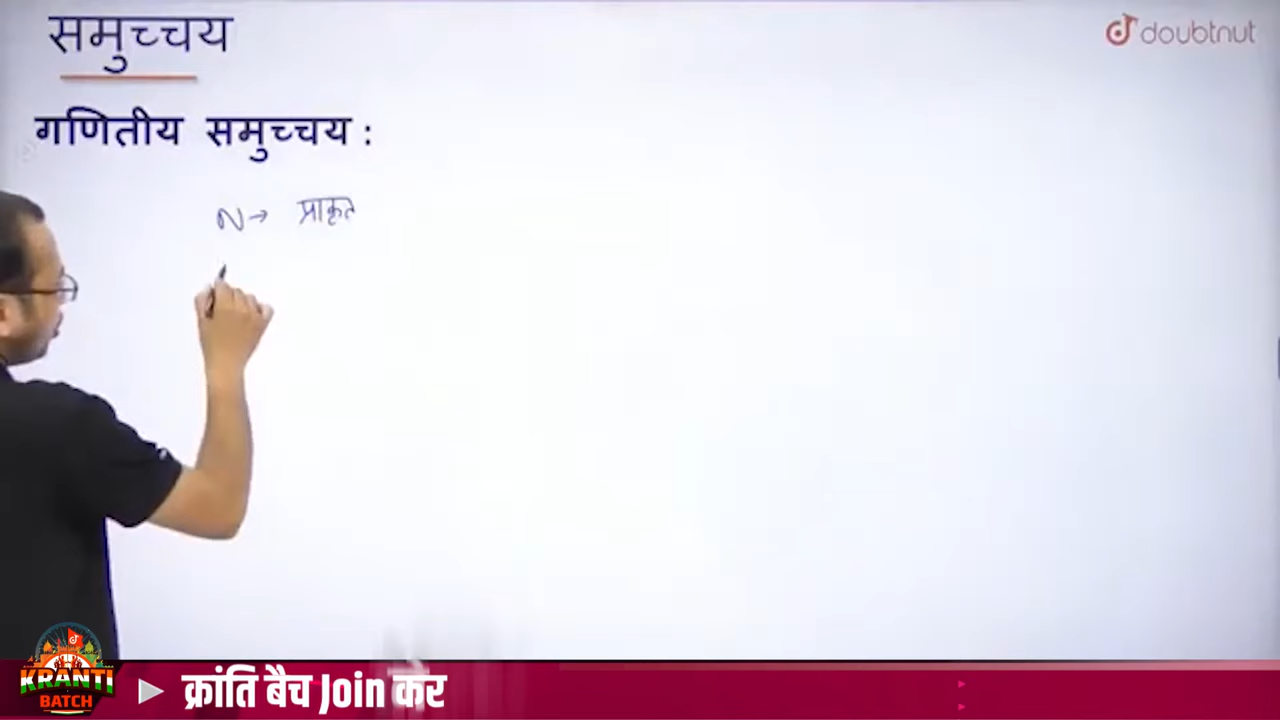 समुच्चय
doubtnut
गणितीय समुच्चय :
N → प्राकृत
KRANTI
BATCH
क्रांति बैच Join कर